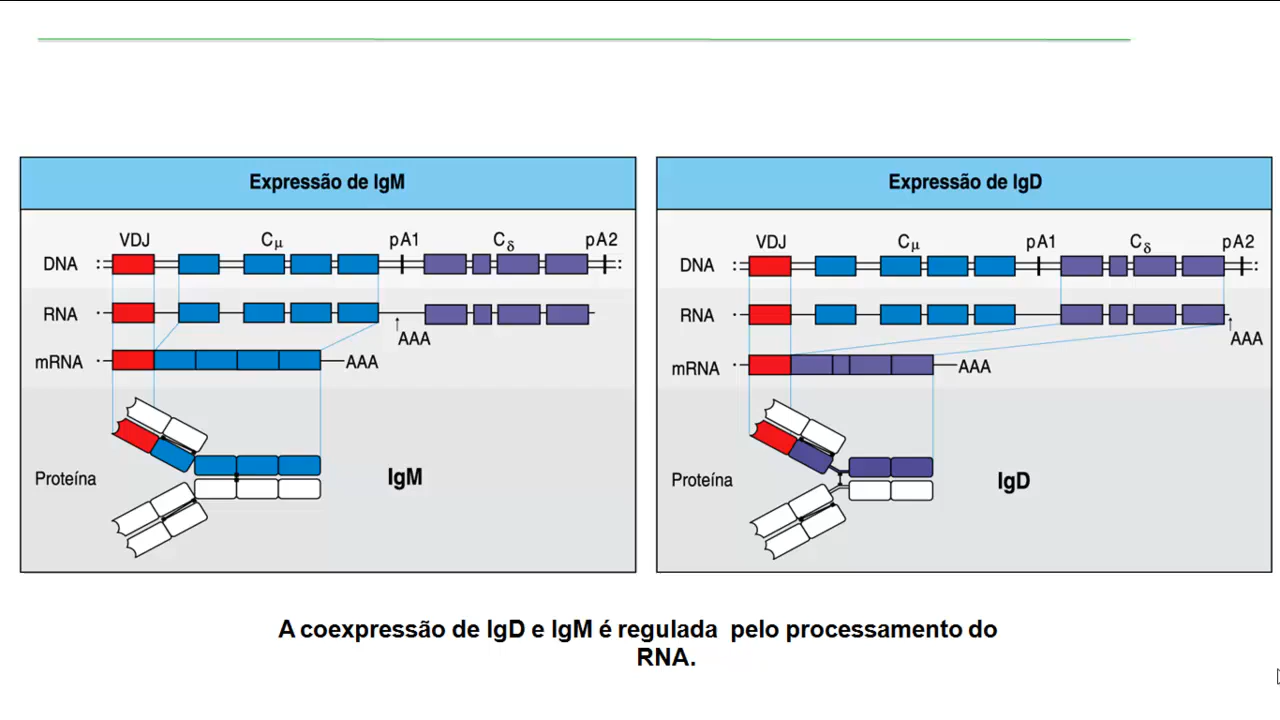 Expressão de IgM
VDJ Cμ pA1 Cδ pA2
DNA
RNA
AAA
mRNA AAA
Proteína IgM
Expressão de IgD
VDJ Cμ pA1 Cδ pA2
DNA
RNA
AAA
mRNA AAA
Proteína IgD
A coexpressão de IgD e IgM é regulada pelo processamento do
RNA.